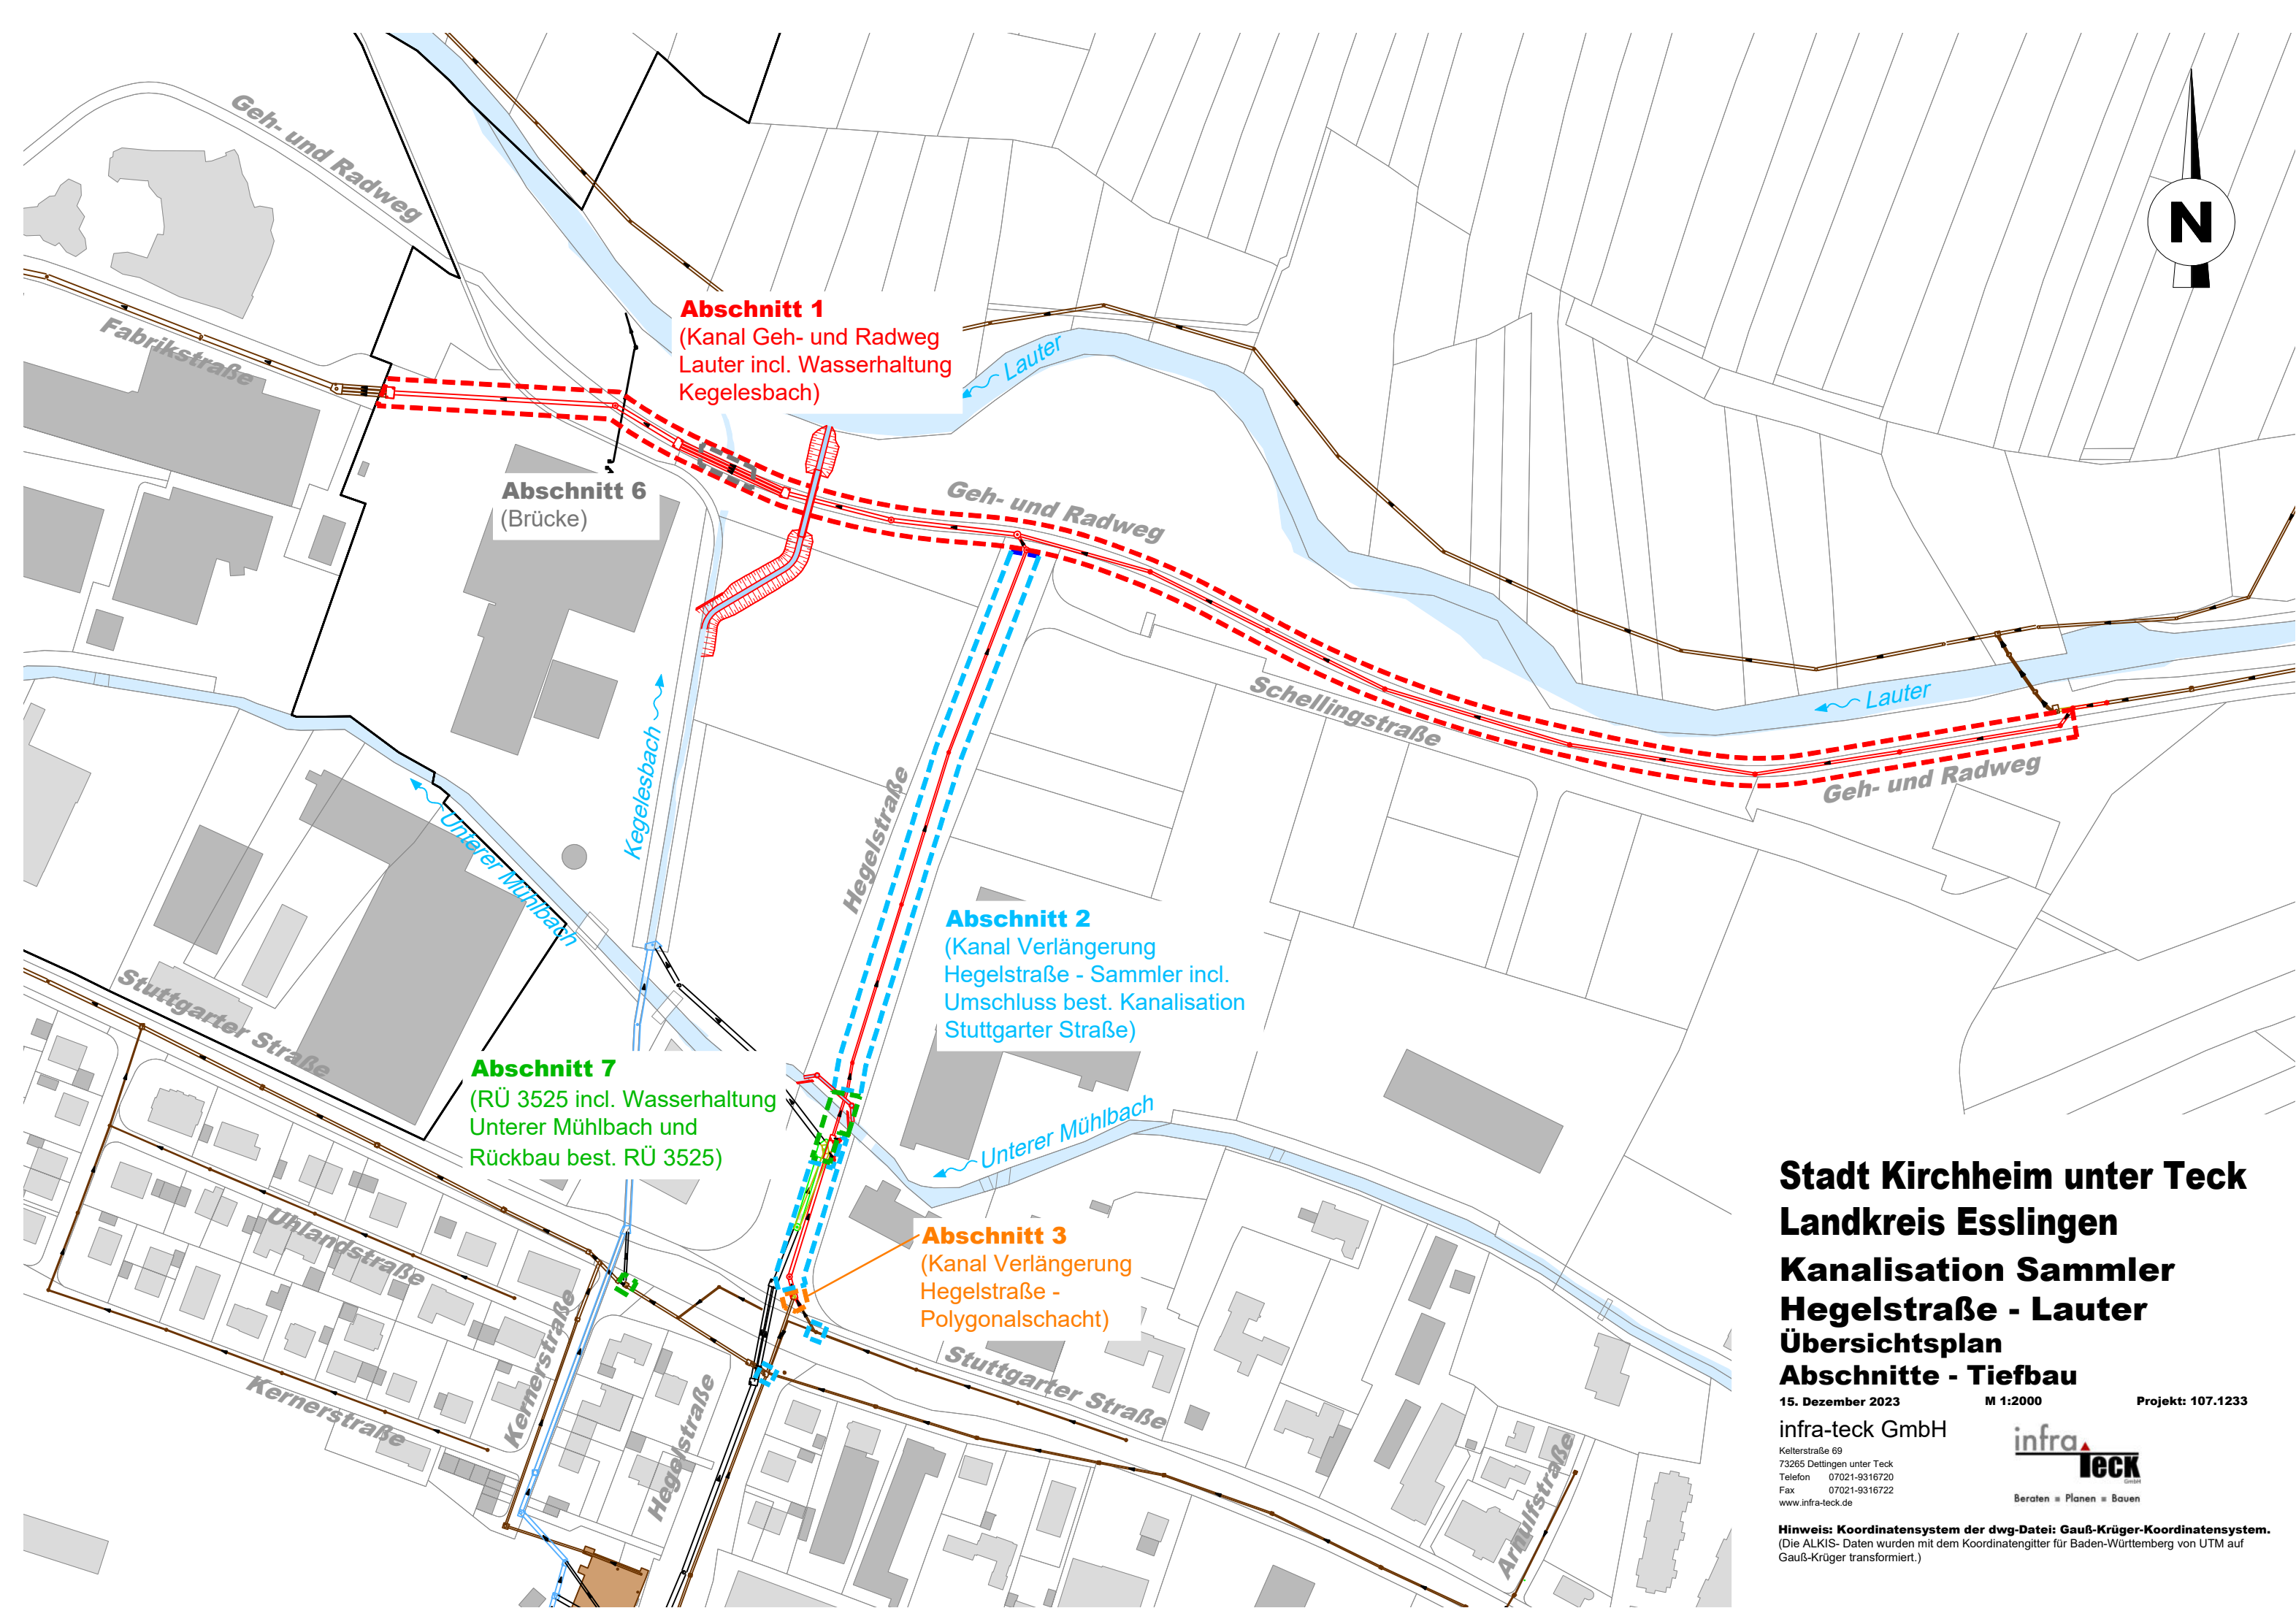 Geh- und Radweg
N
Abschnitt 1
(Kanal Geh- und Radweg
Lauter incl. Wasserhaltung
Kegelesbach)
Fabrikstraße
Lauter
Abschnitt 6
(Brücke)
Geh- und Radweg
Schellingstraße
Lauter
Geh- und Radweg
Kegelesbach
Unterer Mühlbach
Hegelstraße
Abschnitt 2
(Kanal Verlängerung
Hegelstraße - Sammler incl.
Umschluss best. Kanalisation
Stuttgarter Straße)
Stuttgarter Straße
Abschnitt 7
(RÜ 3525 incl. Wasserhaltung
Unterer Mühlbach und
Rückbau best. RÜ 3525)
Unterer Mühlbach
Uhlandstraße
Abschnitt 3
(Kanal Verlängerung
Hegelstraße -
Polygonalschacht)
Kernerstraße
Kernerstraße
Hegelstraße
Stuttgarter Straße
Arnulfstraße
Stadt Kirchheim unter Teck
Landkreis Esslingen
Kanalisation Sammler
Hegelstraße - Lauter
Übersichtsplan
Abschnitte - Tiefbau
15. Dezember 2023 M 1:2000 Projekt: 107.1233
infra-teck GmbH
Kelterstraße 69
73265 Dettingen unter Teck
Telefon 07021-9316720
Fax 07021-9316722
www.infra-teck.de
infra
Teck
GmbH
Beraten Planen Bauen
Hinweis: Koordinatensystem der dwg-Datei: Gauß-Krüger-Koordinatensystem.
(Die ALKIS- Daten wurden mit dem Koordinatengitter für Baden-Württemberg von UTM auf
Gauß-Krüger transformiert.)